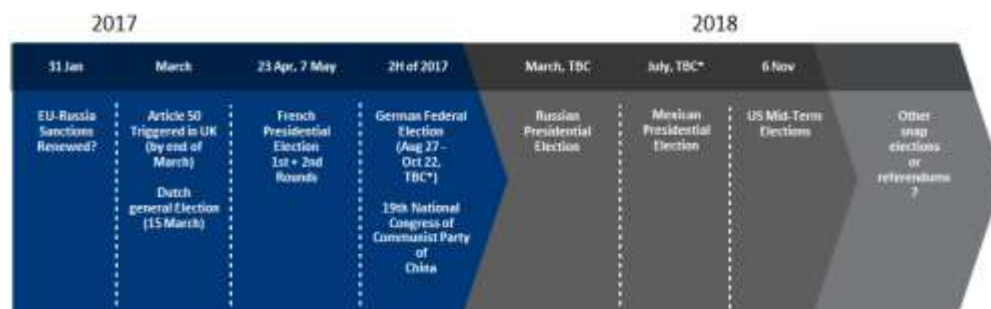 2017
2018
31 Jan
March
23 Apr, 7 May
2H of 2017
March, TBC
July, TBC*
6 Nov
EU-Russia
Sanctions
Renewed?
Article 50
Triggered in UK
(by end of
March)
Dutch
general Election
(15 March)
French
Presidential
Election
1st + 2nd
Rounds
German Federal
Election
(Aug 27 -
Oct 22,
TBC*)
19th National
Congress of
Communist Party
of
China
Russian
Presidential
Election
Mexican
Presidential
Election
US Mid-Term
Elections
Other
snap
elections
or
referendums
?